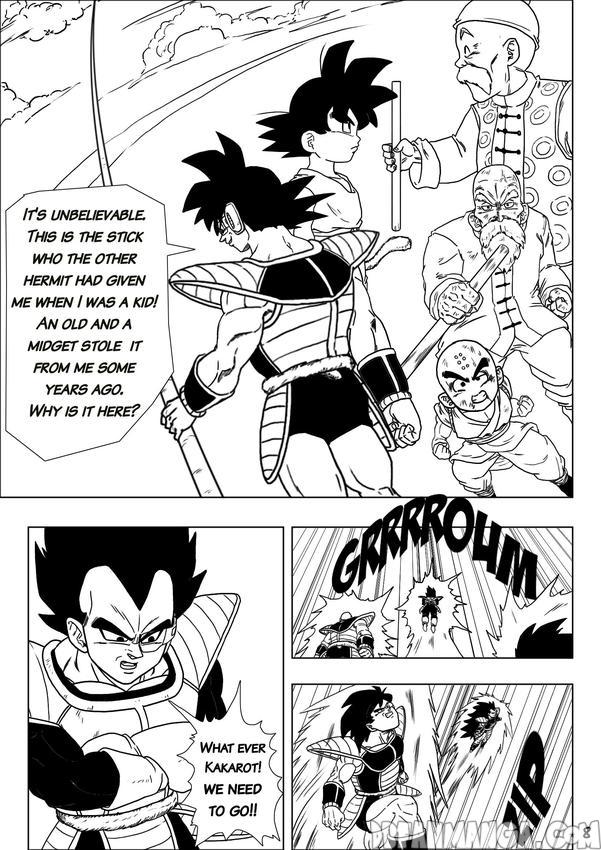 IT'S UNBELIEVABLE.
THIS IS THE STICK
WHO THE OTHER
HERMIT HAD GIVEN
ME WHEN I WAS A KID!
AN OLD AND A
MIDGET STOLE IT
FROM ME SOME
YEARS AGO.
WHY IS IT HERE?
GRRRROUM
WHAT EVER
KAKAROT!
WE NEED
TO GO!!
8